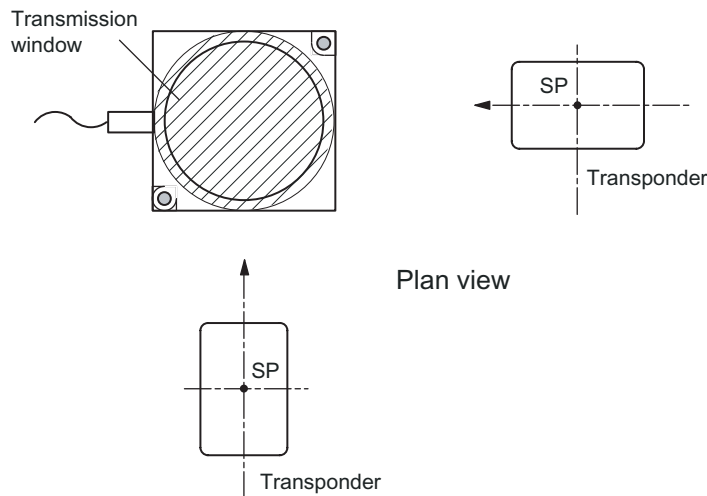 Transmission
window
SP
Transponder
Plan view
SP
Transponder